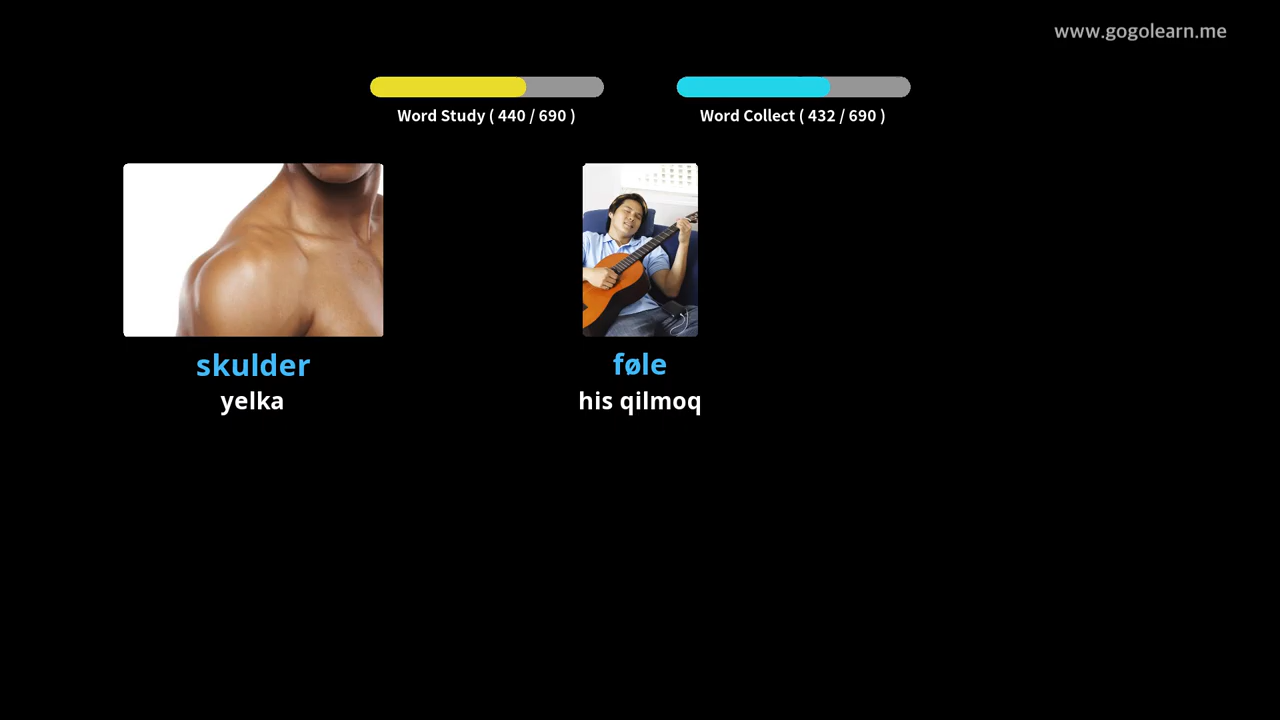 www.gogolearn.me
Word Study ( 440 / 690 )
Word Collect ( 432 / 690 )
skulder
yelka
føle
his qilmoq